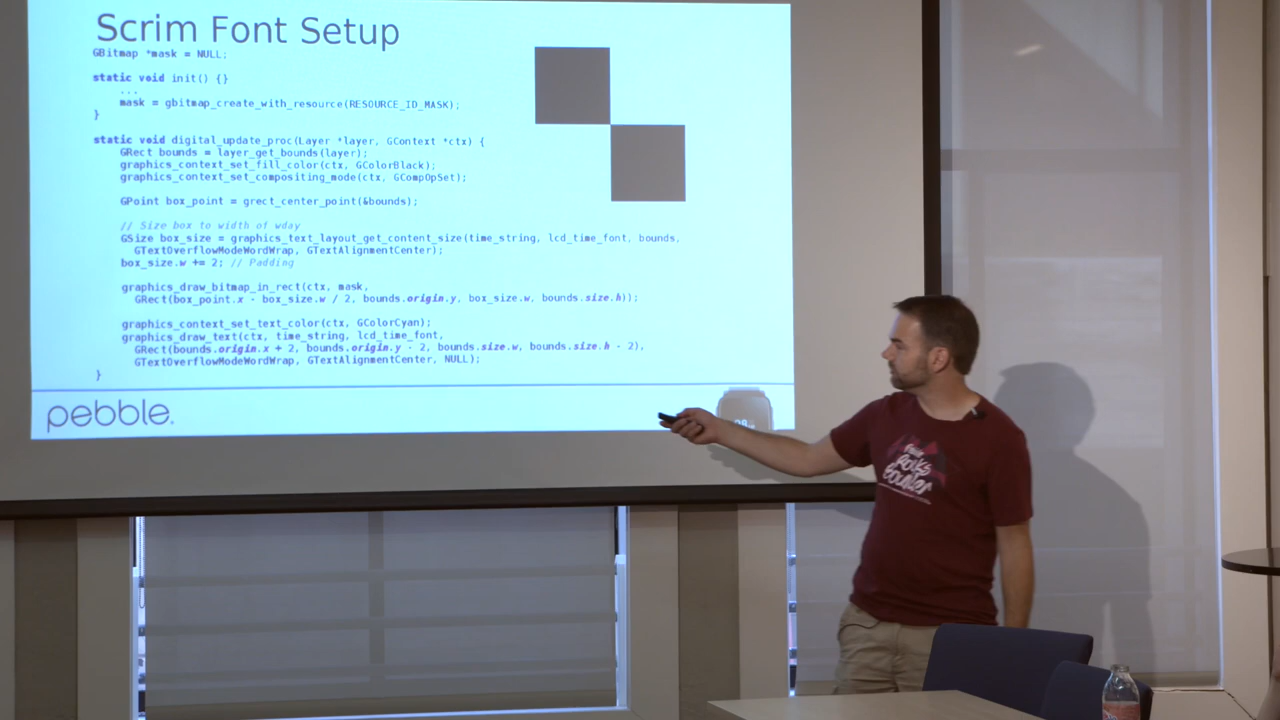 Scrim Font Setup
GBitmap *mask = NULL;
static void init() {}
...
mask = gbitmap_create_with_resource(RESOURCE_ID_MASK);
}
static void digital_update_proc(Layer *layer, GContext *ctx) {
GRect bounds = layer_get_bounds(layer);
graphics_context_set_fill_color(ctx, GColorBlack);
graphics_context_set_compositing_mode(ctx, GCompOpSet);
GPoint box_point = grect_center_point(&bounds);
// Size box to width of wday
GSize box_size = graphics_text_layout_get_content_size(time_string, lcd_time_font, bounds,
GTextOverflowModeWordWrap, GTextAlignmentCenter);
box_size.w += 2; // Padding
graphics_draw_bitmap_in_rect(ctx, mask,
GRect(box_point.x - box_size.w / 2, bounds.origin.y, box_size.w, bounds.size.h));
graphics_context_set_text_color(ctx, GColorCyan);
graphics_draw_text(ctx, time_string, lcd_time_font,
GRect(bounds.origin.x + 2, bounds.origin.y - 2, bounds.size.w, bounds.size.h - 2),
GTextOverflowModeWordWrap, GTextAlignmentCenter, NULL);
}
pebble.